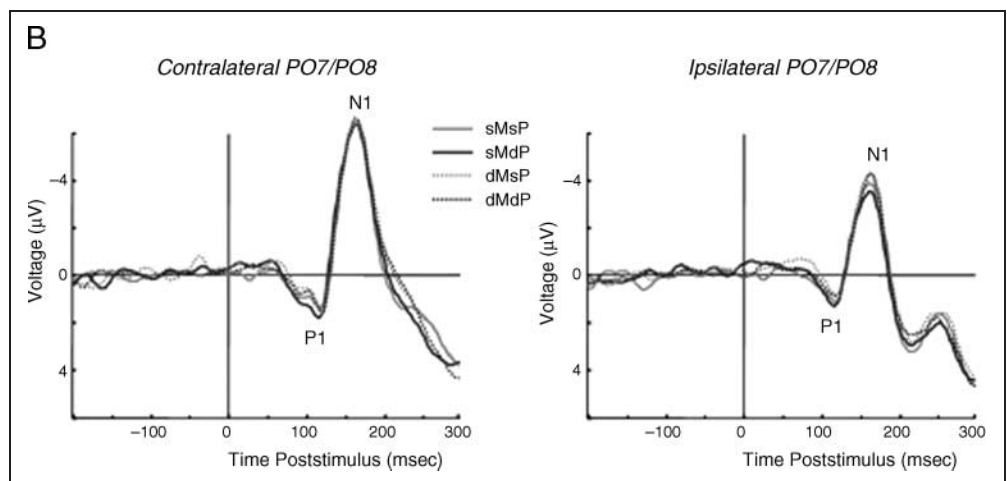 B
Contralateral PO7/PO8
Ipsilateral PO7/PO8
N1
sMsP
sMdP
dMsP
dMdP
N1
−4
0
4
Voltage (μV)
P1
−100
0
100
200
300
Time Poststimulus (msec)
−4
0
4
Voltage (μV)
P1
−100
0
100
200
300
Time Poststimulus (msec)